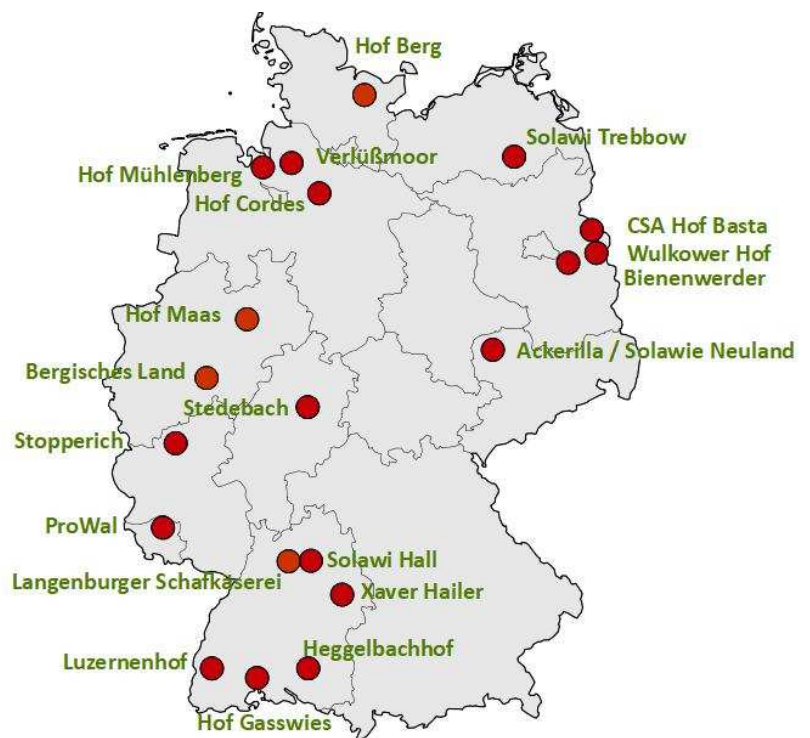 Hof Berg
Solawi Trebbow
Verlüßmoor
Hof Mühlenberg
Hof Cordes
CSA Hof Basta
Wulkower Hof
Bienenwerder
Hof Maas
Ackerilla / Solawie Neuland
Bergisches Land
Stedebach
Stopperich
ProWal
Solawi Hall
Langenburger Schafkäserei
Xaver Hailer
Heggelbachhof
Luzernenhof
Hof Gasswies